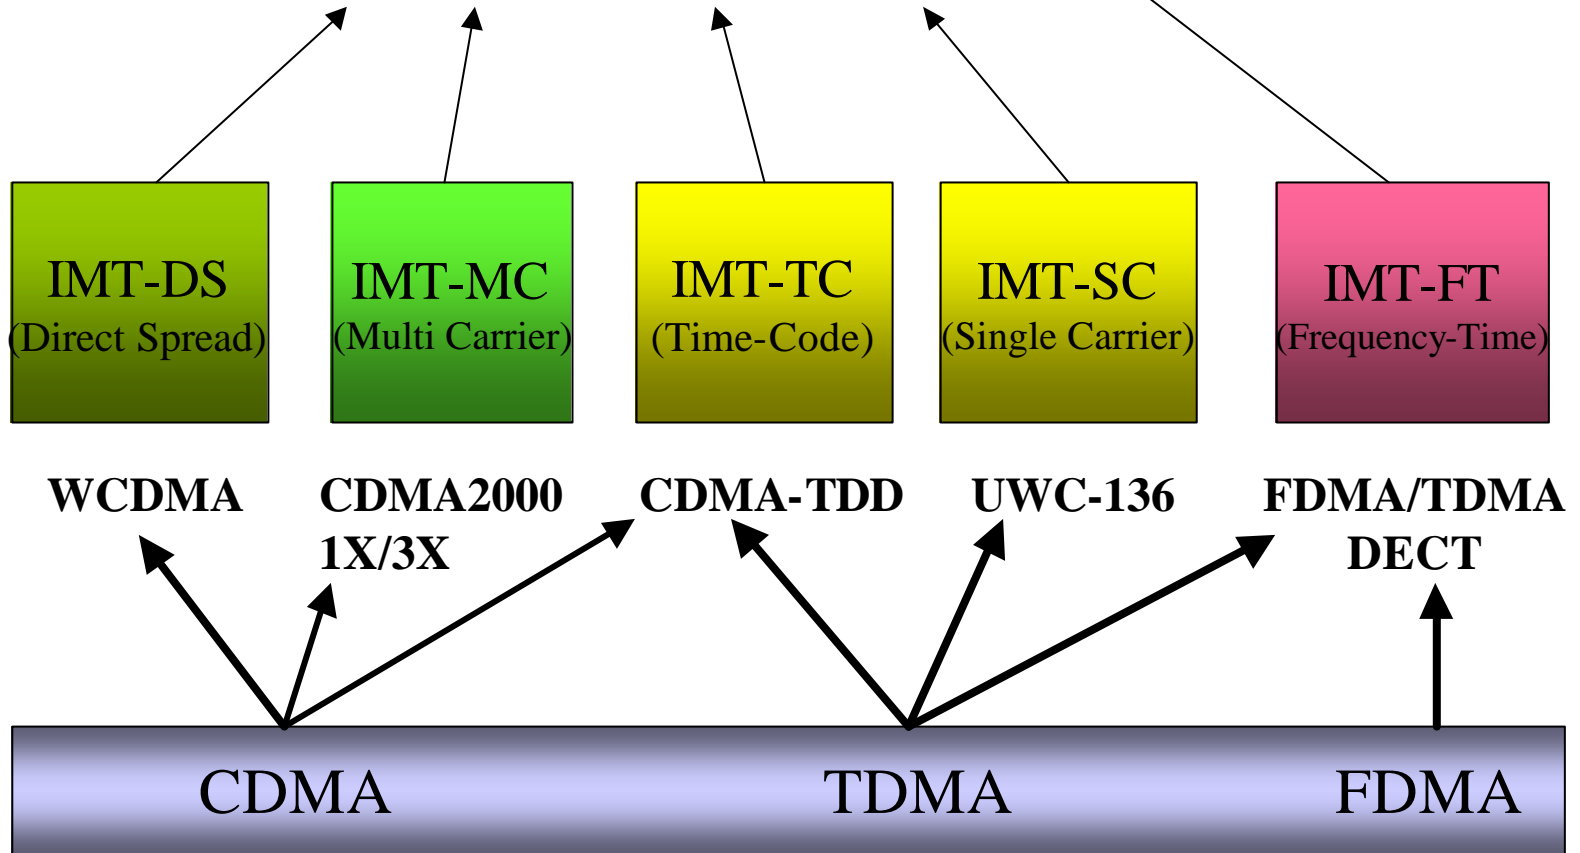 IMT-DS
(Direct Spread)
IMT-MC
(Multi Carrier)
IMT-TC
(Time-Code)
IMT-SC
(Single Carrier)
IMT-FT
(Frequency-Time)
WCDMA
CDMA2000
1X/3X
CDMA-TDD
UWC-136
FDMA/TDMA
DECT
CDMA
TDMA
FDMA